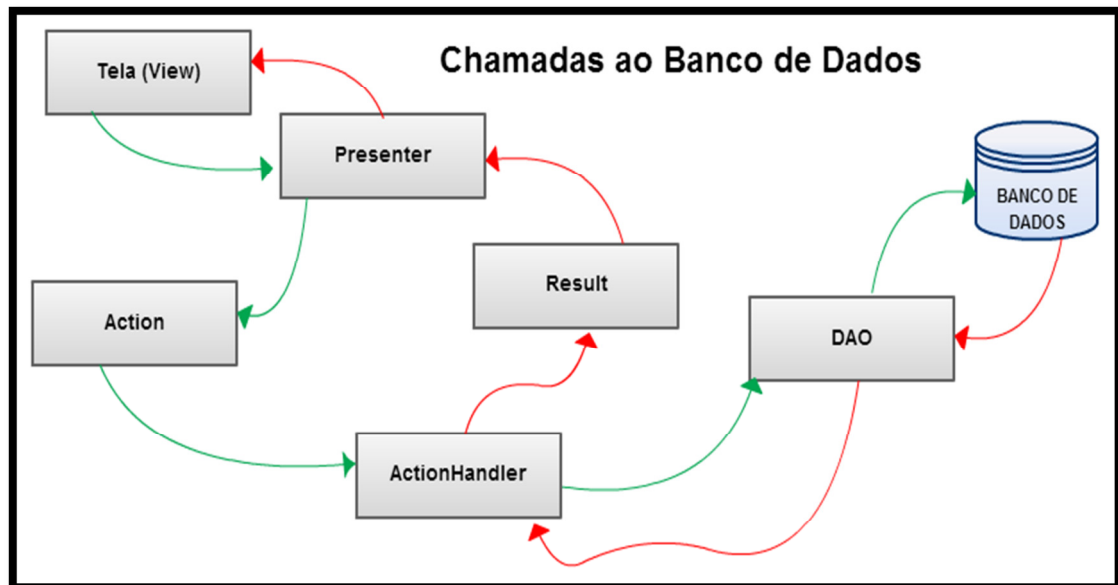 Chamadas ao Banco de Dados
Tela (View)
Presenter
BANCO DE
DADOS
Result
Action
DAO
ActionHandler